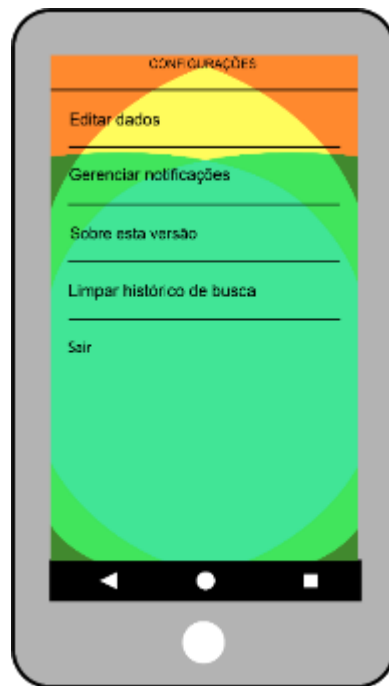 CONFIGURAÇÕES
Editar dados
Gerenciar notificações
Sobre esta versão
Limpar histórico de busca
Sair